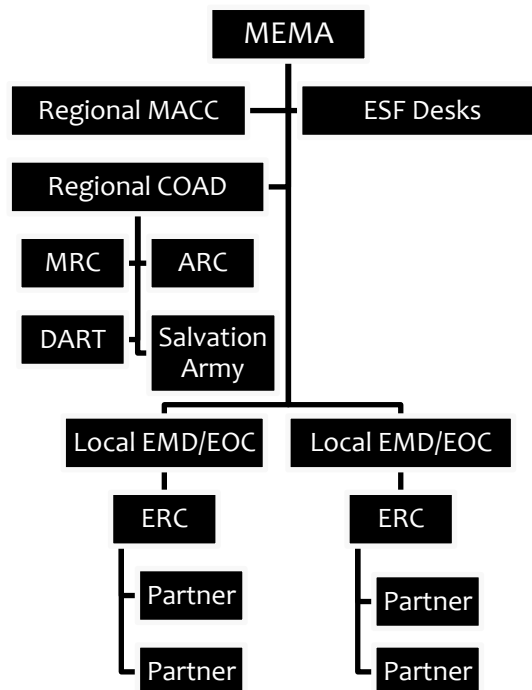 MEMA
Regional MACC
ESF Desks
Regional COAD
MRC
ARC
DART
Salvation
Army
Local EMD/EOC
Local EMD/EOC
ERC
ERC
Partner
Partner
Partner
Partner